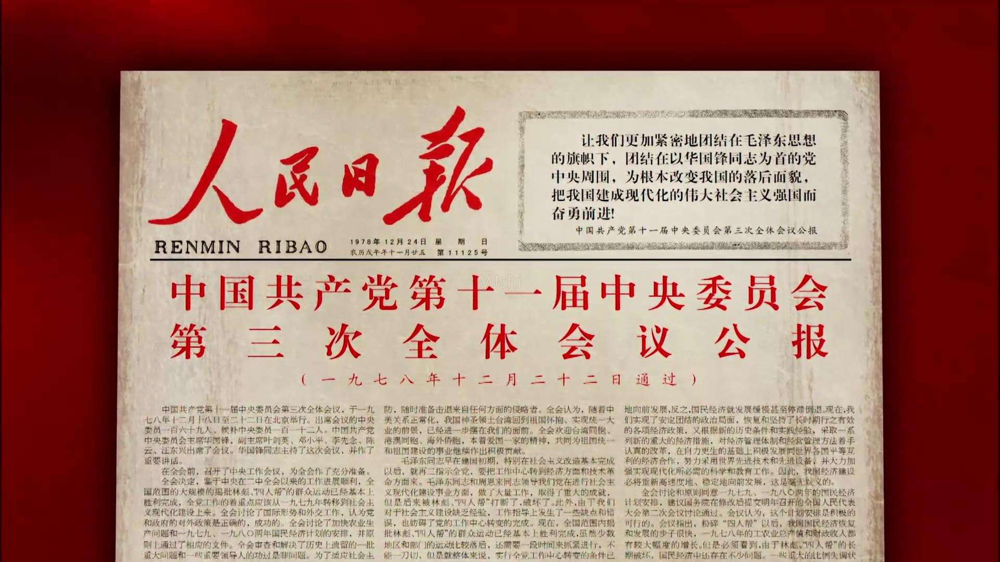 人民日报
RENMIN RIBAO
1978年12月24日 星期日
农历戊午年十一月廿五 第11125号
让我们更加紧密地团结在毛泽东思想
的旗帜下，团结在以华国锋同志为首的党
中央周围，为根本改变我国的落后面貌，
把我国建成现代化的伟大社会主义强国而
奋勇前进!
中国共产党第十一届中央委员会第三次全体会议公报
VJshi
中国共产党第十一届中央委员会
第三次全体会议公报
(一九七八年十二月二十二日通过)
中国共产党第十一届中央委员会第三次全体会议，于一九
七八年十二月十八日至二十二日在北京举行。出席会议的中央
委员一百六十九人、候补中央委员一百一十二人。中国共产党
中央委员会主席华国锋，副主席叶剑英、邓小平、李先念、陈
云、汪东兴出席了会议。华国锋同志主持了这次会议，并作了
重要讲话。
在全会前，召开了中央工作会议，为全会作了充分准备。
全会决定，鉴于中央在二中全会以来的工作进展顺利，全
国范围的大规模的揭批林彪、“四人帮”的群众运动已经基本上
胜利完成，全党工作的着重点应该从一九七九年转移到社会主
义现代化建设上来。全会讨论了国际形势和外交工作，认为党
和政府的对外政策是正确的，成功的。全会讨论了加快农业生
产问题和一九七九、一九八〇两年国民经济计划的安排，并原
则上通过了相应的文件。全会审查和解决了历史上遗留的一批
重大问题和一些重要领导人的功过是非问题。为了适应社会主
防，随时准备击退来自任何方面的侵略者。全会认为，随着中
美关系正常化，我国神圣领土台湾回到祖国怀抱、实现统一大
业的前景，已经进一步摆在我们的面前。全会欢迎台湾同胞、
港澳同胞、海外侨胞，本着爱国一家的精神，共同为祖国统一
和祖国建设的事业继续作出积极贡献。
毛泽东同志早在建国初期，特别在社会主义改造基本完成
以后，就再三指示全党，要把工作中心转到经济方面和技术革
命方面来。毛泽东同志和周恩来同志领导我们党在进行社会主
义现代化建设事业方面，做了大量工作，取得了重大的成就，
但是后来被林彪、“四人帮”打断了，破坏了。此外，由于我们
对于社会主义建设缺乏经验，工作指导上发生了一些缺点和错
误，也妨碍了党的工作中心转变的完成。现在，全国范围内揭
批林彪、“四人帮”的群众运动已经基本上胜利完成，虽然少数
地区和部门的运动比较落后，还需要一段时间来抓紧进行，不
能一刀切，但是就整体来说，实行全党工作中心转变的条件已
地向前发展，反之，国民经济就发展缓慢甚至停滞倒退。现在，我
们实现了安定团结的政治局面，恢复和坚持了长时期行之有效
的各项经济政策，又根据新的历史条件和实践经验，采取一系
列新的重大的经济措施，对经济管理体制和经营管理方法着手
认真的改革，在自力更生的基础上积极发展同世界各国平等互
利的经济合作，努力采用世界先进技术和先进设备，并大力加
强实现现代化所必需的科学和教育工作。因此，我国经济建设
必将重新高速度地、稳定地向前发展，这是毫无疑义的。
全会讨论和原则同意一九七九、一九八〇两年的国民经济
计划安排，建议国务院在修改后提交明年召开的全国人民代表
大会第二次会议讨论通过。会议认为，这个计划安排是积极的
可行的。会议指出，粉碎“四人帮”以后，我国国民经济恢复
和发展的步子很快，一九七八年的工农业总产值和财政收入都
有较大幅度的增长。但是必须看到，由于林彪、“四人帮”的长
期破坏，国民经济中还存在不少问题。一些重大的比例失调状